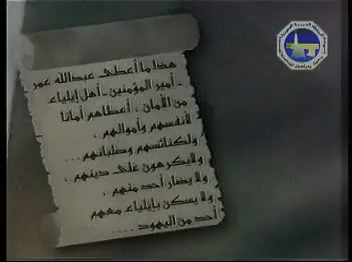 هذا ما أعطى عبدالله عمر
- أمير المؤمنين - أهل إيلياء
من الأمان ، أعطاهم أمانا
لأنفسهم وأموالهم ،
ولكنائسهم وصلبانهم ...
ولا يكرهون على دينهم ،
ولا يضار أحد منهم ،
ولا يسكن بإيلياء معهم
أحد من اليهود ....